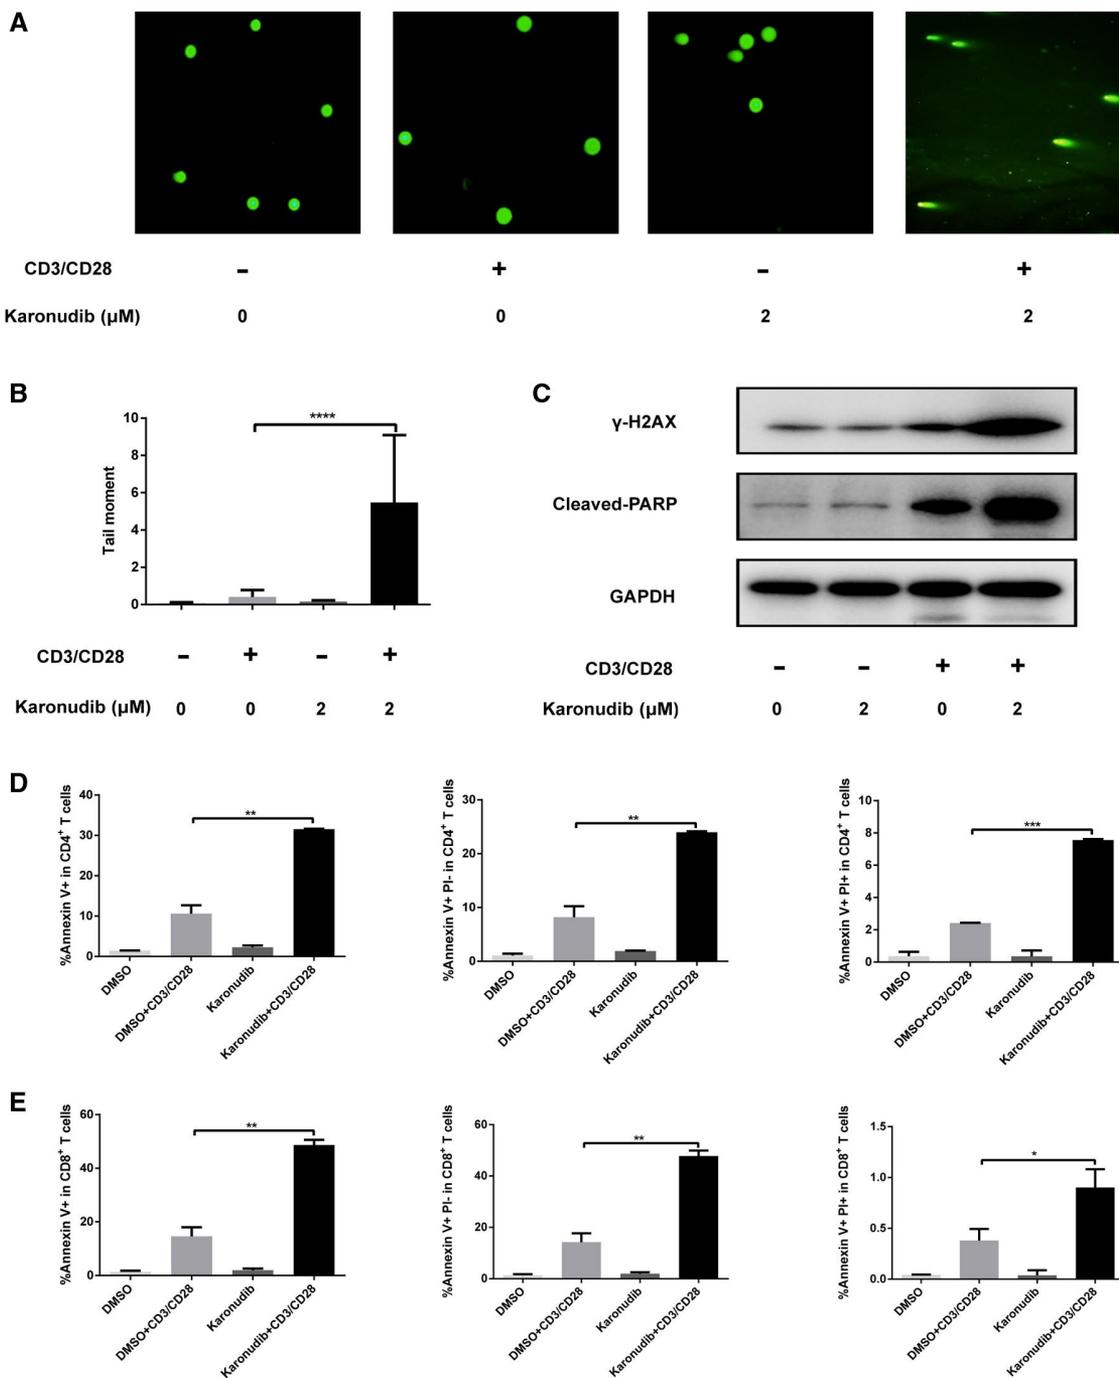 A
CD3/CD28 - + - +
Karonudib (μM) 0 0 2 2
B
****
Tail moment
10
8
6
4
2
0
CD3/CD28 - + - +
Karonudib (μM) 0 0 2 2
C
γ-H2AX
Cleaved-PARP
GAPDH
CD3/CD28 - - + +
Karonudib (μM) 0 2 0 2
D
%Annexin V+ in CD4+ T cells
40
30
20
10
0
**
DMSO
DMSO+CD3/CD28
Karonudib
Karonudib+CD3/CD28
%Annexin V+ PI- in CD4+ T cells
30
20
10
0
**
DMSO
DMSO+CD3/CD28
Karonudib
Karonudib+CD3/CD28
%Annexin V+ PI+ in CD4+ T cells
10
8
6
4
2
0
***
DMSO
DMSO+CD3/CD28
Karonudib
Karonudib+CD3/CD28
E
%Annexin V+ in CD8+ T cells
60
40
20
0
**
DMSO
DMSO+CD3/CD28
Karonudib
Karonudib+CD3/CD28
%Annexin V+ PI- in CD8+ T cells
60
40
20
0
**
DMSO
DMSO+CD3/CD28
Karonudib
Karonudib+CD3/CD28
%Annexin V+ PI+ in CD8+ T cells
1.5
1.0
0.5
0.0
*
DMSO
DMSO+CD3/CD28
Karonudib
Karonudib+CD3/CD28